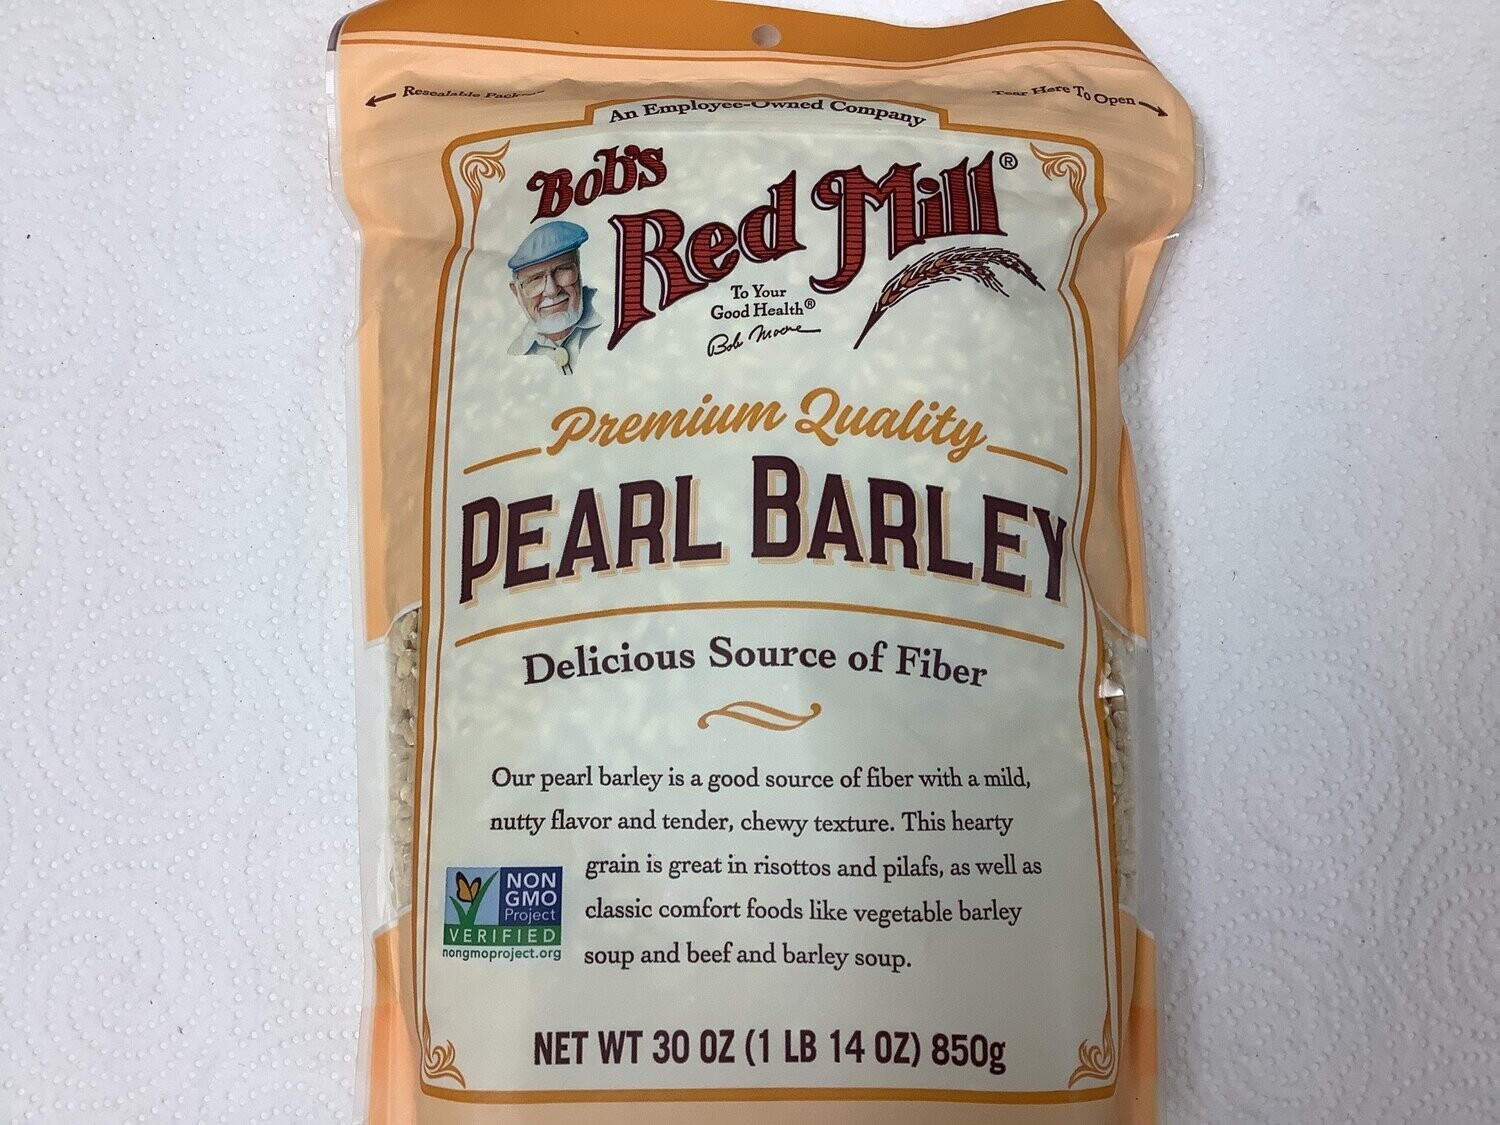 Resealable Package
Tear Here To Open
An Employee-Owned Company
Bob's
Red Mill®
To Your
Good Health®
Bob Moore
Premium Quality
PEARL BARLEY
Delicious Source of Fiber
Our pearl barley is a good source of fiber with a mild,
nutty flavor and tender, chewy texture. This hearty
grain is great in risottos and pilafs, as well as
classic comfort foods like vegetable barley
soup and beef and barley soup.
NON
GMO
Project
VERIFIED
nongmoproject.org
NET WT 30 OZ (1 LB 14 OZ) 850g